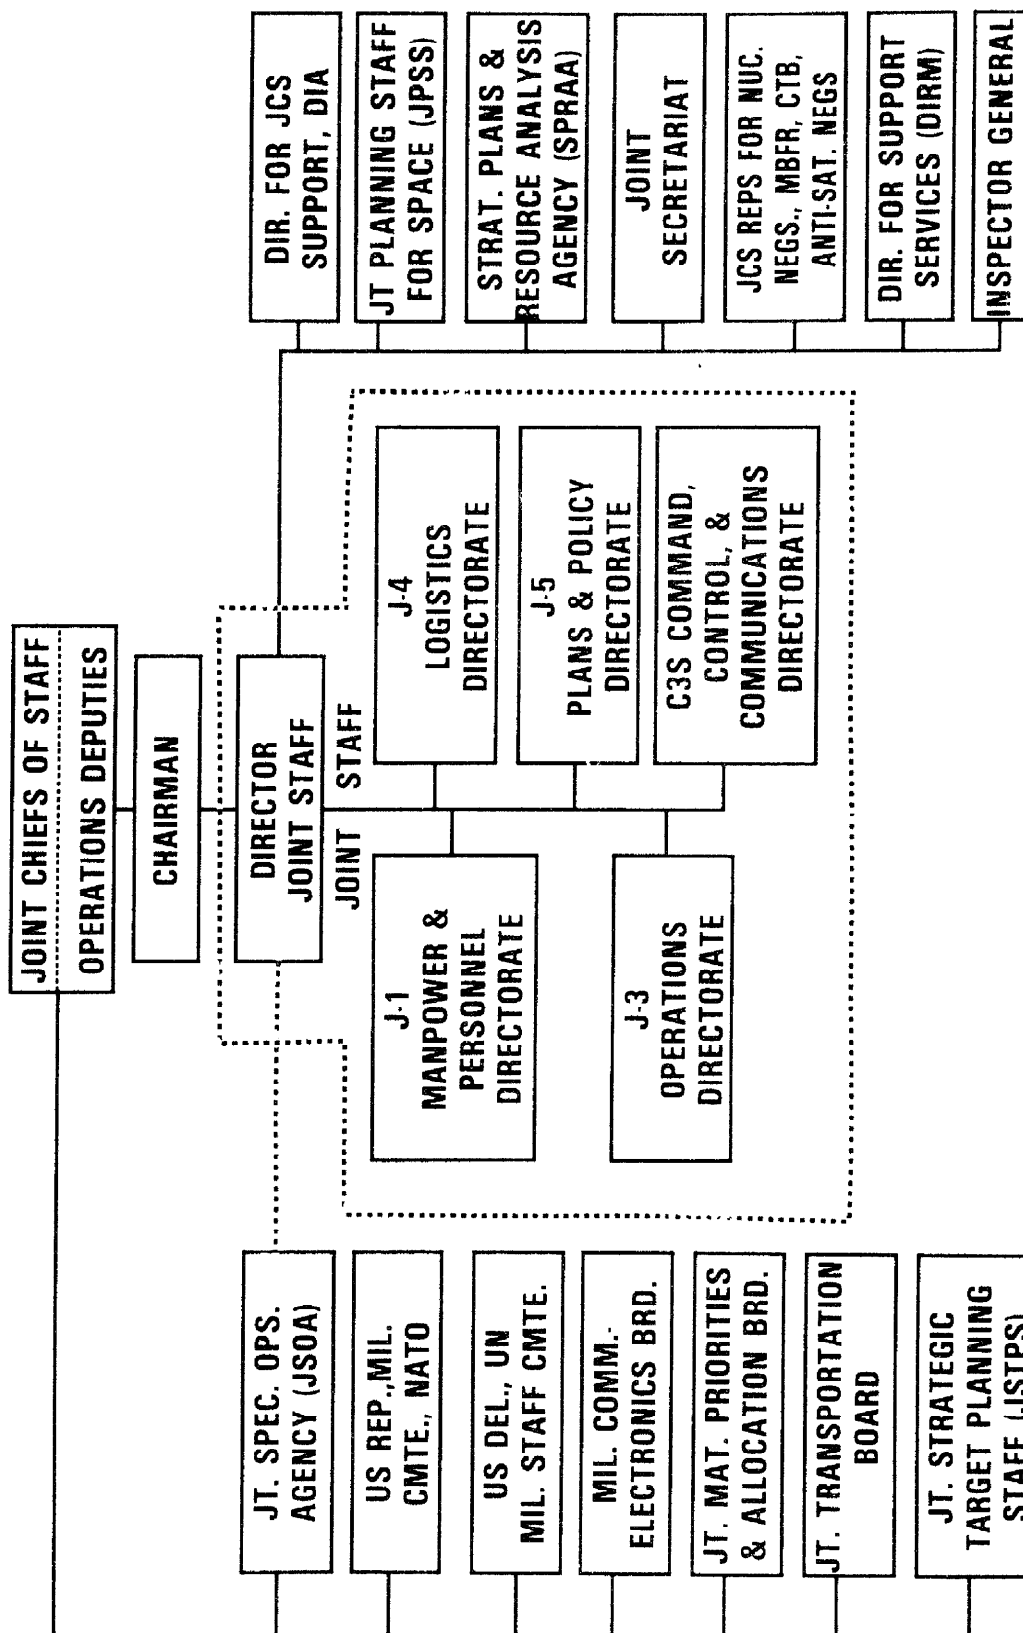 JOINT CHIEFS OF STAFF
OPERATIONS DEPUTIES
CHAIRMAN
DIRECTOR
JOINT STAFF
JOINT STAFF
JT. SPEC. OPS.
AGENCY (JSOA)
US REP., MIL.
CMTE., NATO
US DEL., UN
MIL. STAFF CMTE.
MIL. COMM.-
ELECTRONICS BRD.
JT. MAT. PRIORITIES
& ALLOCATION BRD.
JT. TRANSPORTATION
BOARD
JT. STRATEGIC
TARGET PLANNING
STAFF (JSTPS)
J-1
MANPOWER &
PERSONNEL
DIRECTORATE
J-3
OPERATIONS
DIRECTORATE
J-4
LOGISTICS
DIRECTORATE
J-5
PLANS & POLICY
DIRECTORATE
C3S COMMAND,
CONTROL, &
COMMUNICATIONS
DIRECTORATE
DIR. FOR JCS
SUPPORT, DIA
JT PLANNING STAFF
FOR SPACE (JPSS)
STRAT. PLANS &
RESOURCE ANALYSIS
AGENCY (SPRAA)
JOINT
SECRETARIAT
JCS REPS FOR NUC.
NEGS., MBFR, CTB,
ANTI-SAT. NEGS
DIR. FOR SUPPORT
SERVICES (DIRM)
INSPECTOR GENERAL